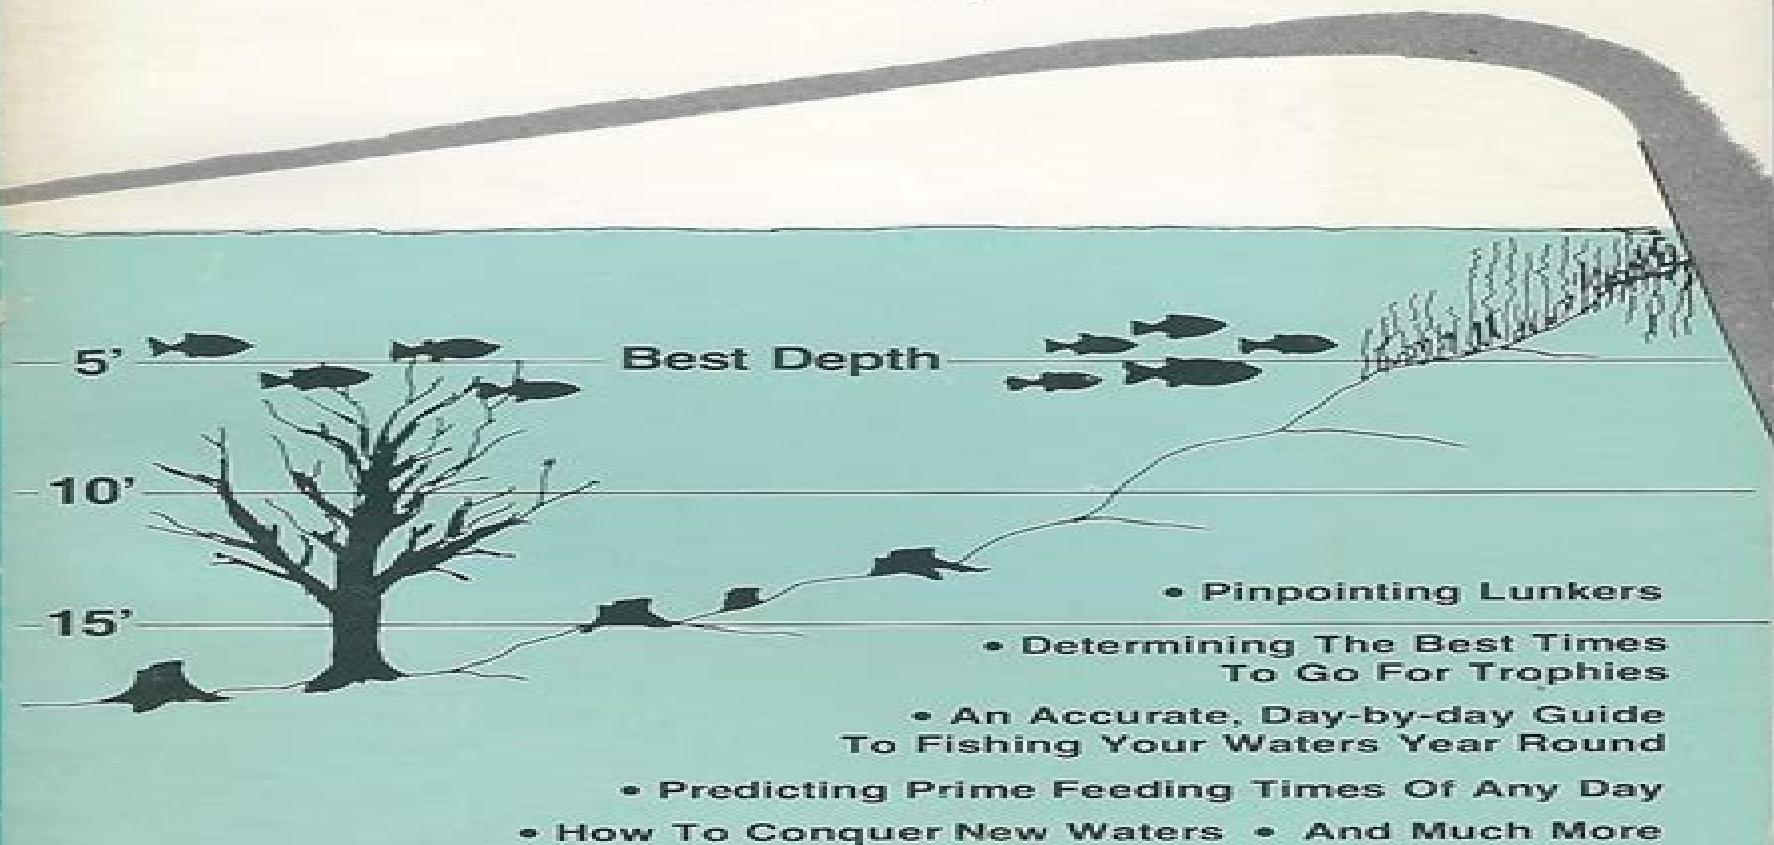 5' Best Depth
10'
15'
• Pinpointing Lunkers
• Determining The Best Times
To Go For Trophies
• An Accurate, Day-by-day Guide
To Fishing Your Waters Year Round
• Predicting Prime Feeding Times Of Any Day
• How To Conquer New Waters • And Much More